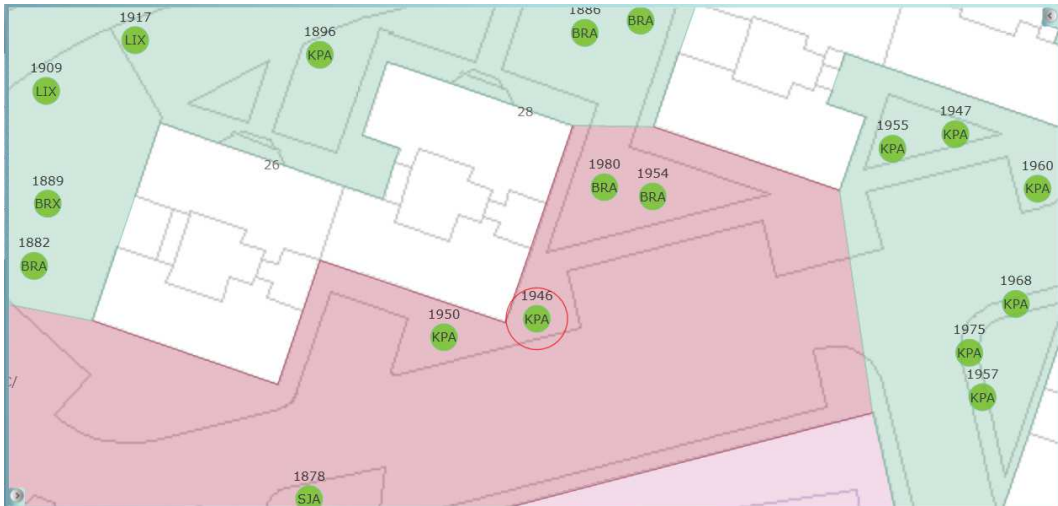 1917
LIX
1896
KPA
1886
BRA
BRA
1909
LIX
28
1947
KPA
1955
KPA
26
1980
BRA
1954
BRA
1960
KPA
1889
BRX
1882
BRA
1946
KPA
1950
KPA
1968
KPA
1975
KPA
1957
KPA
C/
1878
SJA